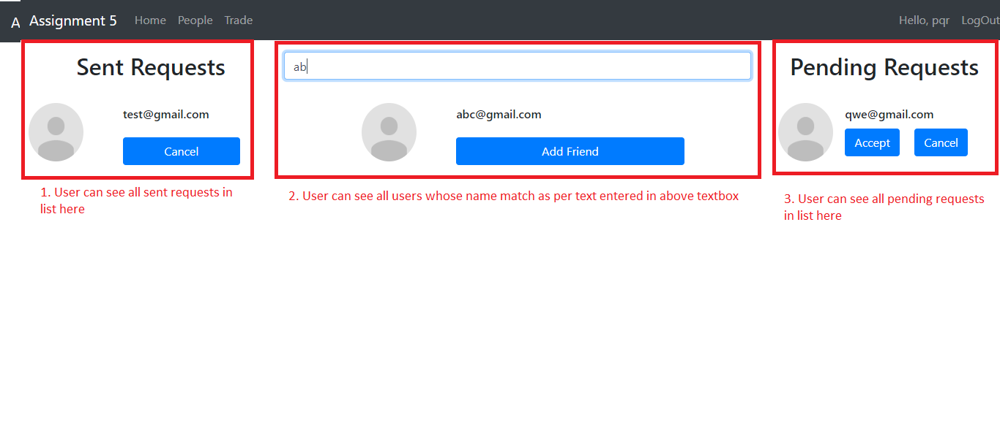 A
Assignment 5 Home People Trade Hello, pqr LogOut
Sent Requests
test@gmail.com
Cancel
1. User can see all sent requests in
list here
ab
abc@gmail.com
Add Friend
2. User can see all users whose name match as per text entered in above textbox
Pending Requests
qwe@gmail.com
Accept Cancel
3. User can see all pending requests
in list here